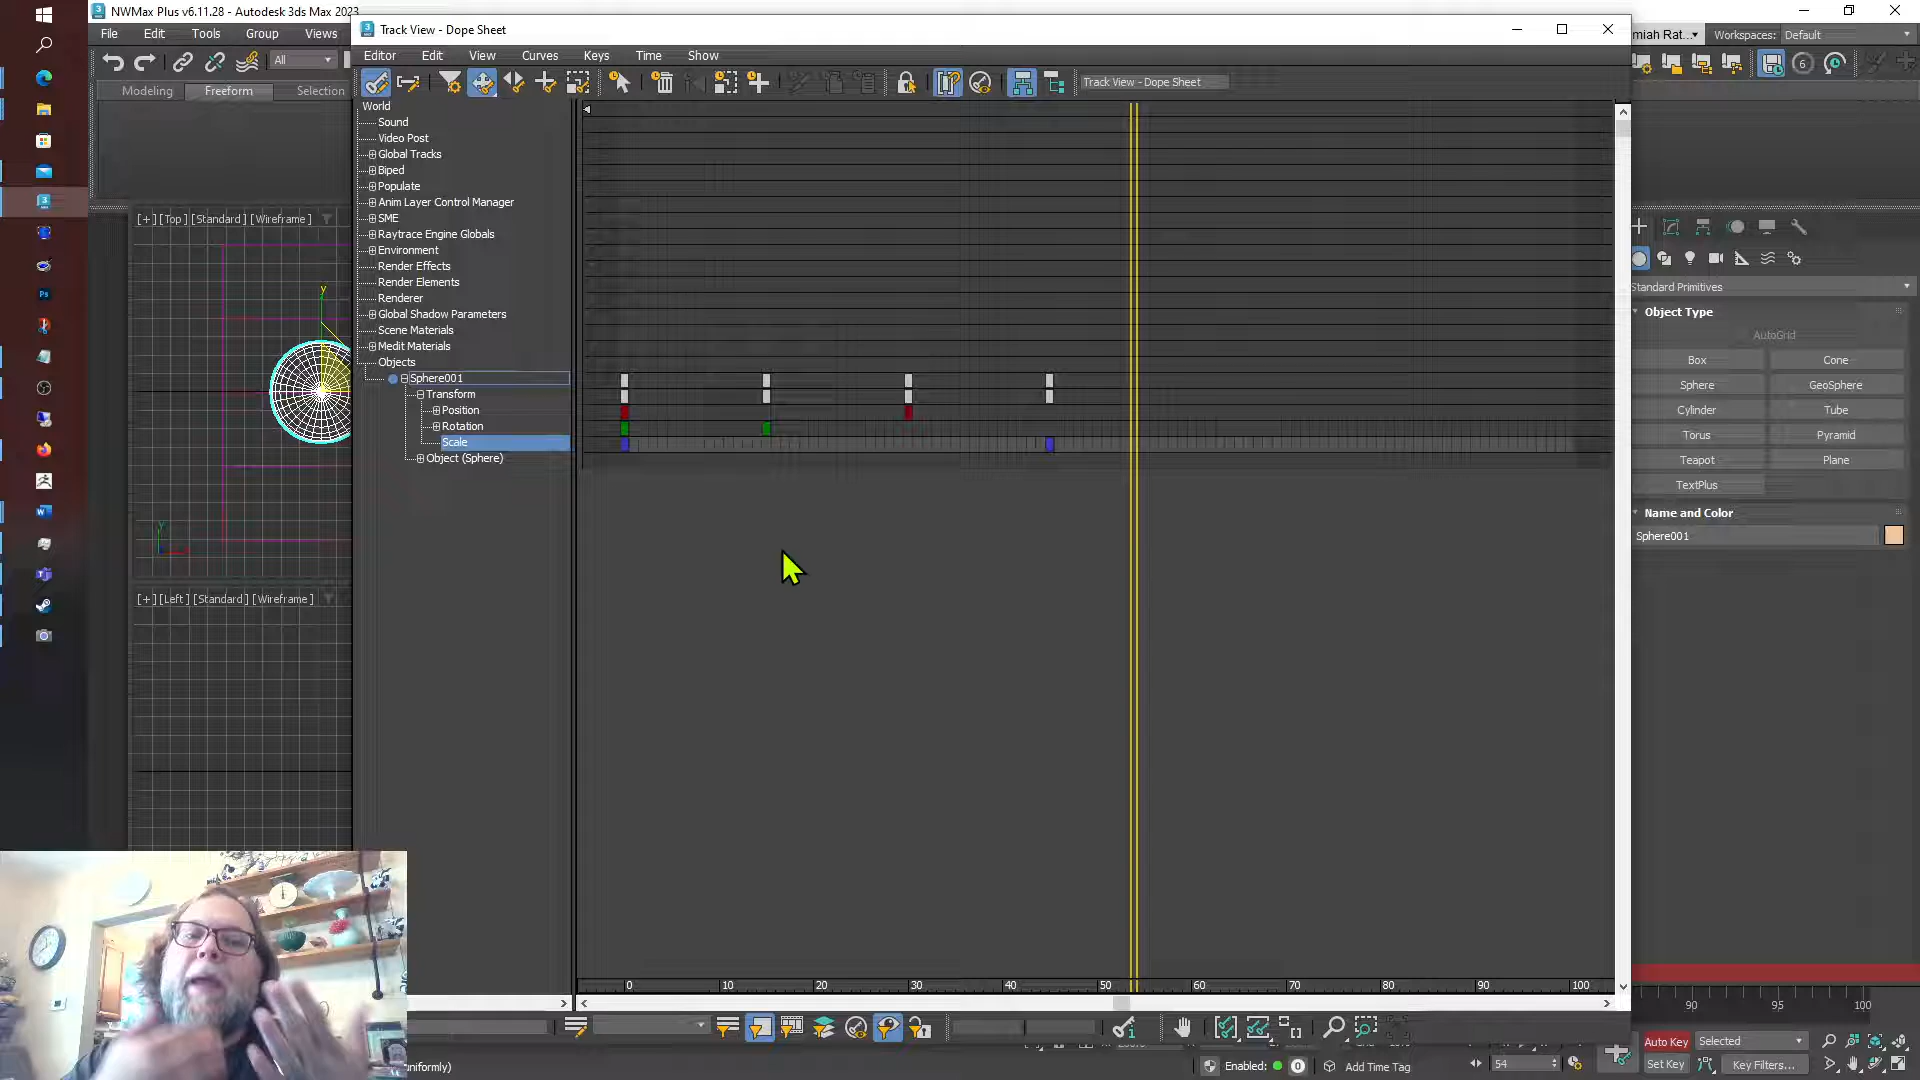 NWMax Plus v6.11.28 - Autodesk 3ds Max 2023
Track View - Dope Sheet
File Edit Tools Group Views
Editor Edit View Curves Keys Time Show
miah Rat... Workspaces: Default
All
Track View - Dope Sheet
6
Modeling Freeform Selection
World
Sound
Video Post
Global Tracks
Biped
Populate
Anim Layer Control Manager
SME
Raytrace Engine Globals
Environment
Render Effects
Render Elements
Renderer
Global Shadow Parameters
Scene Materials
Medit Materials
Objects
Sphere001
Transform
Position
Rotation
Scale
Object (Sphere)
[+] [Top] [Standard] [Wireframe]
y
[+] [Left] [Standard] [Wireframe]
Standard Primitives
Object Type
AutoGrid
Box Cone
Sphere GeoSphere
Cylinder Tube
Torus Pyramid
Teapot Plane
TextPlus
Name and Color
Sphere001
0 10 20 30 40 50 60 70 80 90 100
90 95 100
Auto Key Selected
Set Key Key Filters...
niformly)
Enabled: 0 Add Time Tag
54